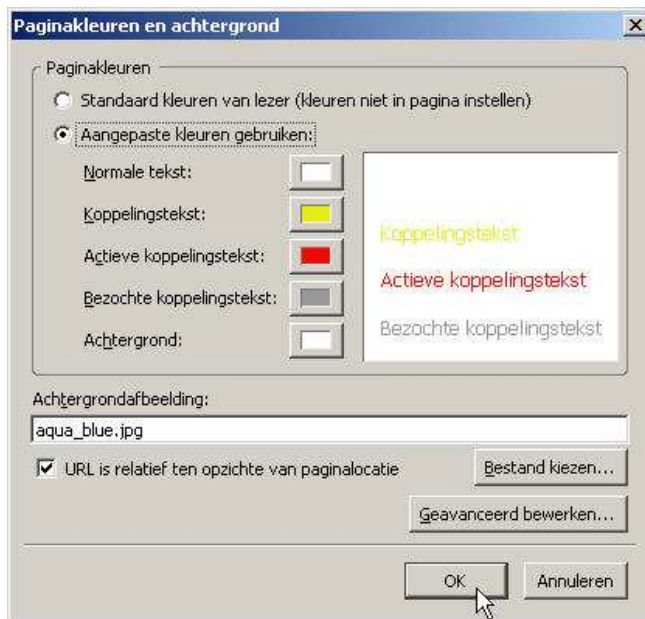 Paginakleuren en achtergrond
Paginakleuren
Standaard kleuren van lezer (kleuren niet in pagina instellen)
Aangepaste kleuren gebruiken:
Normale tekst:
Koppelingstekst:
Koppelingstekst
Actieve koppelingstekst:
Actieve koppelingstekst
Bezochte koppelingstekst:
Bezochte koppelingstekst
Achtergrond:
Achtergrondafbeelding:
aqua_blue.jpg
URL is relatief ten opzichte van paginalocatie
Bestand kiezen...
Geavanceerd bewerken...
OK Annuleren